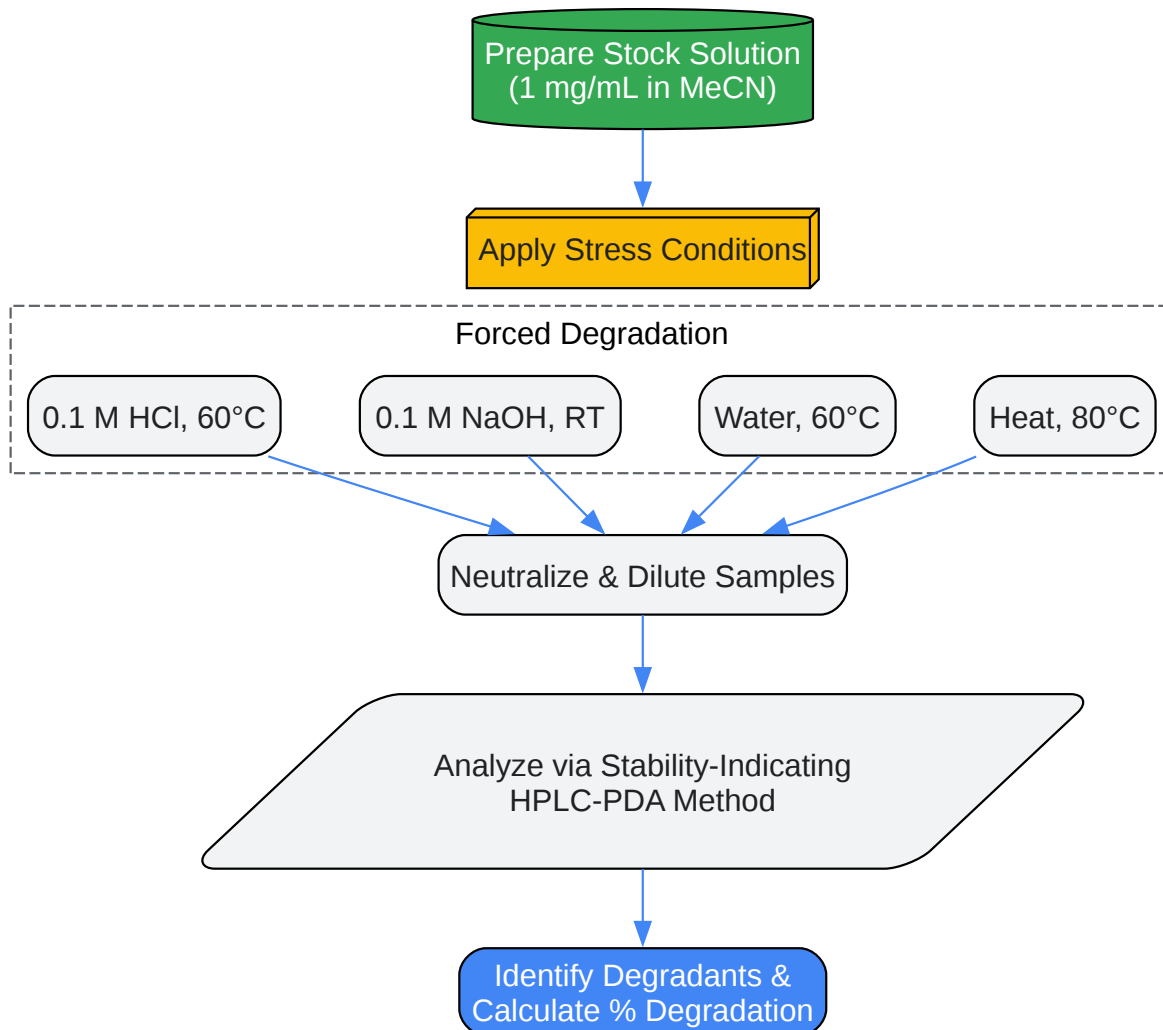 Prepare Stock Solution
(1 mg/mL in MeCN)
Apply Stress Conditions
Forced Degradation
0.1 M HCl, 60°C
0.1 M NaOH, RT
Water, 60°C
Heat, 80°C
Neutralize & Dilute Samples
Analyze via Stability-Indicating
HPLC-PDA Method
Identify Degradants &
Calculate % Degradation